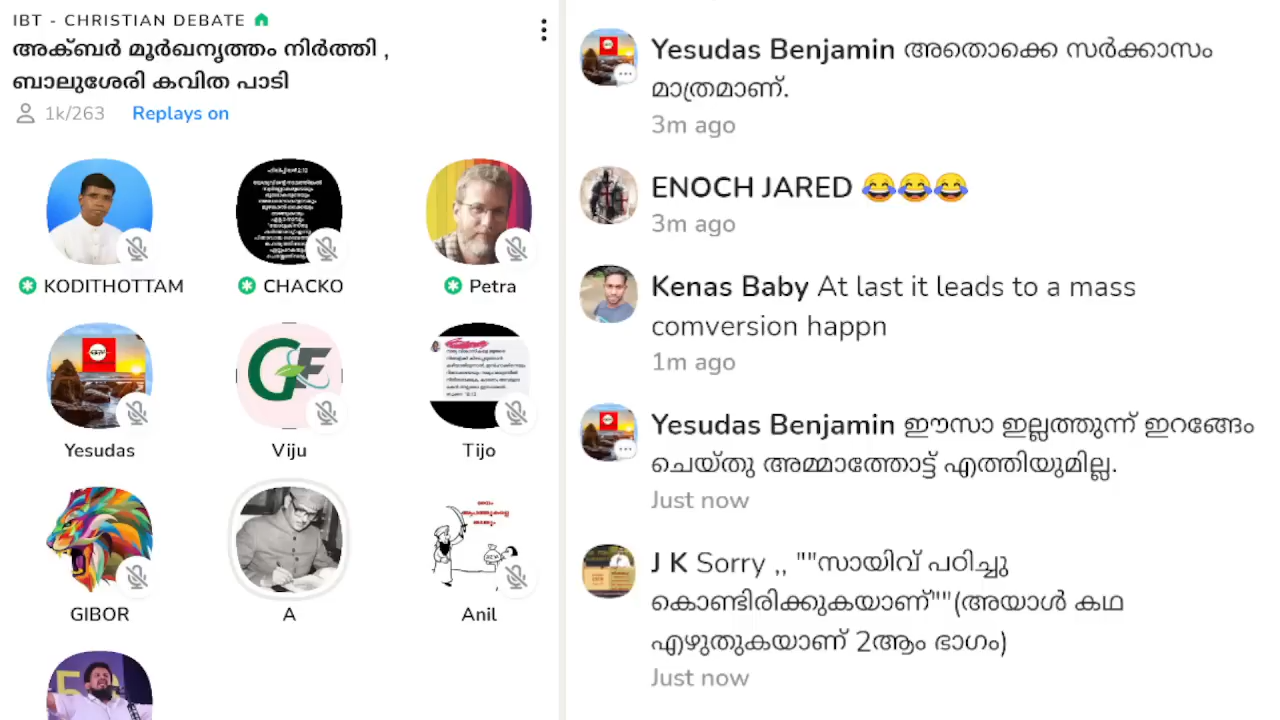 IBT - CHRISTIAN DEBATE
അക്ബർ മൂർഖനൃത്തം നിർത്തി ,
ബാലുശേരി കവിത പാടി
1k/263 Replays on
KODITHOTTAM CHACKO Petra
Yesudas Viju Tijo
GF
GIBOR A Anil
Yesudas Benjamin അതൊക്കെ സർക്കാസം
മാത്രമാണ്.
3m ago
ENOCH JARED 😂😂😂
3m ago
Kenas Baby At last it leads to a mass
comversion happn
1m ago
Yesudas Benjamin ഈസാ ഇല്ലത്തുന്ന് ഇറങ്ങേം
ചെയ്തു അമ്മാത്തോട്ട് എത്തിയുമില്ല.
Just now
J K Sorry ,, ""സായിവ് പഠിച്ചു
കൊണ്ടിരിക്കുകയാണ്""(അയാൾ കഥ
എഴുതുകയാണ് 2ആം ഭാഗം)
Just now